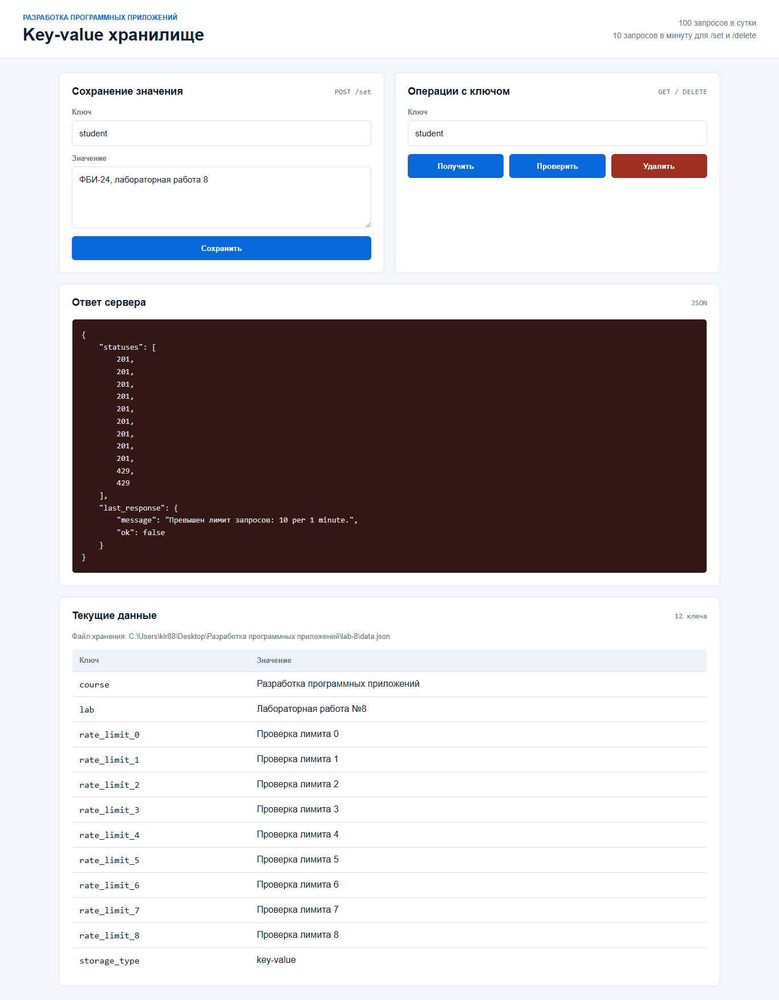 РАЗРАБОТКА ПРОГРАММНЫХ ПРИЛОЖЕНИЙ
Key-value хранилище
100 запросов в сутки
10 запросов в минуту для /set и /delete
Сохранение значения
POST /set
Ключ
student
Значение
ФБИ-24, лабораторная работа 8
Сохранить
Операции с ключом
GET / DELETE
Ключ
student
Получить
Проверить
Удалить
Ответ сервера
JSON
{
    "statuses": [
        201,
        201,
        201,
        201,
        201,
        201,
        201,
        201,
        201,
        429,
        429
    ],
    "last_response": {
        "message": "Превышен лимит запросов: 10 per 1 minute.",
        "ok": false
    }
}
Текущие данные
12 ключа
Файл хранения: C:\Users\kir88\Desktop\Разработка программных приложений\lab-8\data.json
Ключ Значение
course Разработка программных приложений
lab Лабораторная работа №8
rate_limit_0 Проверка лимита 0
rate_limit_1 Проверка лимита 1
rate_limit_2 Проверка лимита 2
rate_limit_3 Проверка лимита 3
rate_limit_4 Проверка лимита 4
rate_limit_5 Проверка лимита 5
rate_limit_6 Проверка лимита 6
rate_limit_7 Проверка лимита 7
rate_limit_8 Проверка лимита 8
storage_type key-value